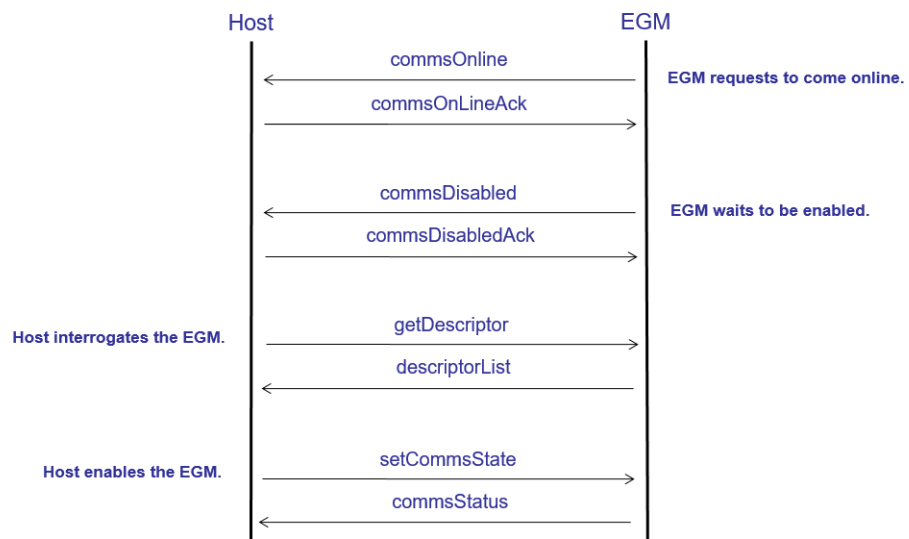 Host
EGM
commsOnline
EGM requests to come online.
commsOnLineAck
commsDisabled
EGM waits to be enabled.
commsDisabledAck
getDescriptor
Host interrogates the EGM.
descriptorList
setCommsState
Host enables the EGM.
commsStatus